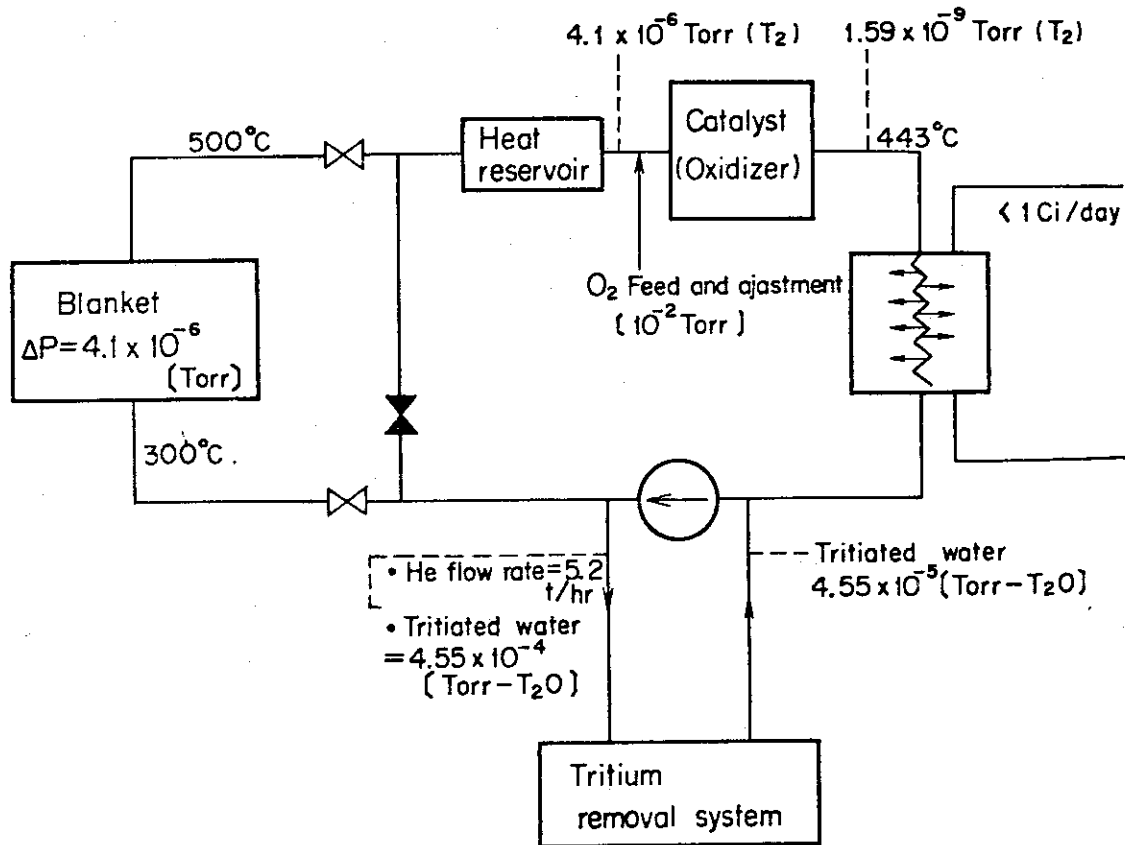 4.1 x 10⁻⁶ Torr (T₂)
1.59 x 10⁻⁹ Torr (T₂)
500°C
Heat
reservoir
Catalyst
(Oxidizer)
443°C
< 1 Ci/day
O₂ Feed and ajastment
(10⁻² Torr)
Blanket
ΔP=4.1 x 10⁻⁶
(Torr)
300°C.
• He flow rate=5.2
t/hr
• Tritiated water
=4.55 x 10⁻⁴
(Torr-T₂O)
Tritiated water
4.55 x 10⁻⁵(Torr-T₂O)
Tritium
removal system